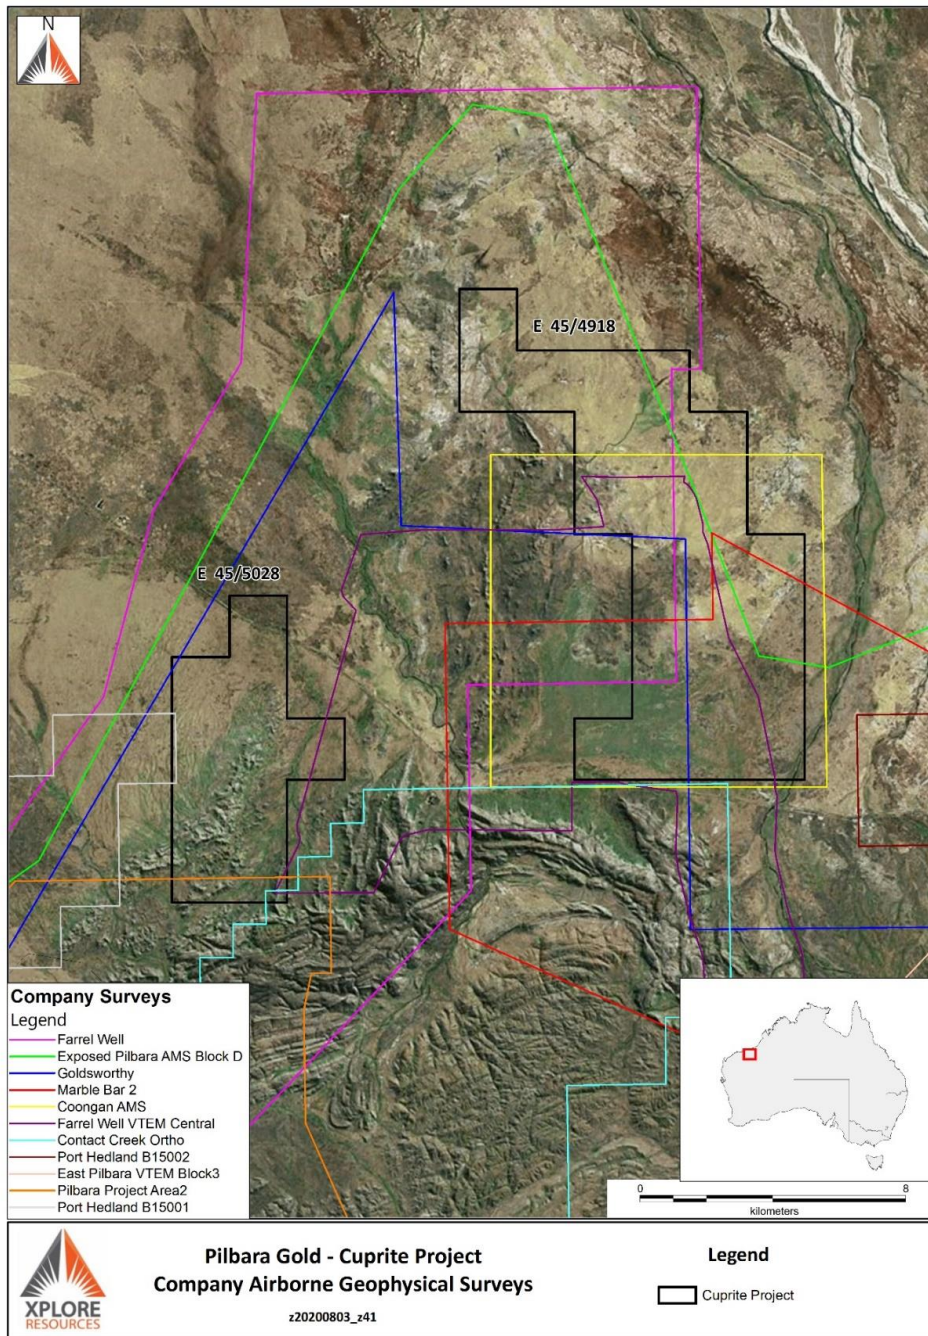 N
E 45/4918
E 45/5028
Company Surveys
Legend
Farrel Well
Exposed Pilbara AMS Block D
Goldsworthy
Marble Bar 2
Coongan AMS
Farrel Well VTEM Central
Contact Creek Ortho
Port Hedland B15002
East Pilbara VTEM Block3
Pilbara Project Area2
Port Hedland B15001
0 8
kilometers
XPLORE
RESOURCES
Pilbara Gold - Cuprite Project
Company Airborne Geophysical Surveys
z20200803_z41
Legend
Cuprite Project